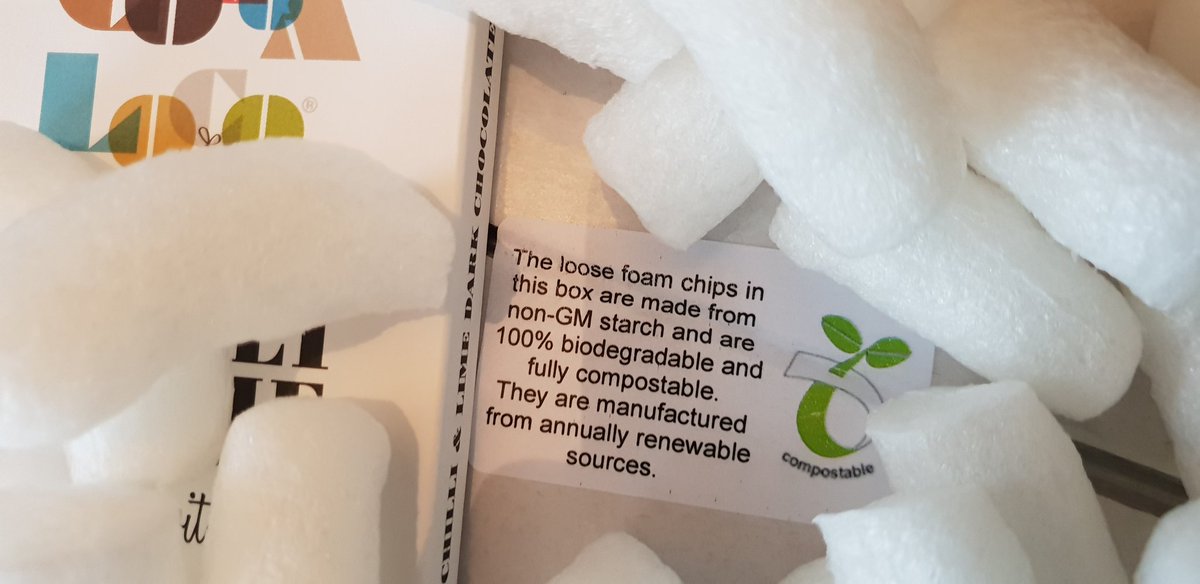 LOCO®
CHILLI & LIME DARK CHOCOLATE
The loose foam chips in
this box are made from
non-GM starch and are
100% biodegradable and
fully compostable.
They are manufactured
from annually renewable
sources.
compostable